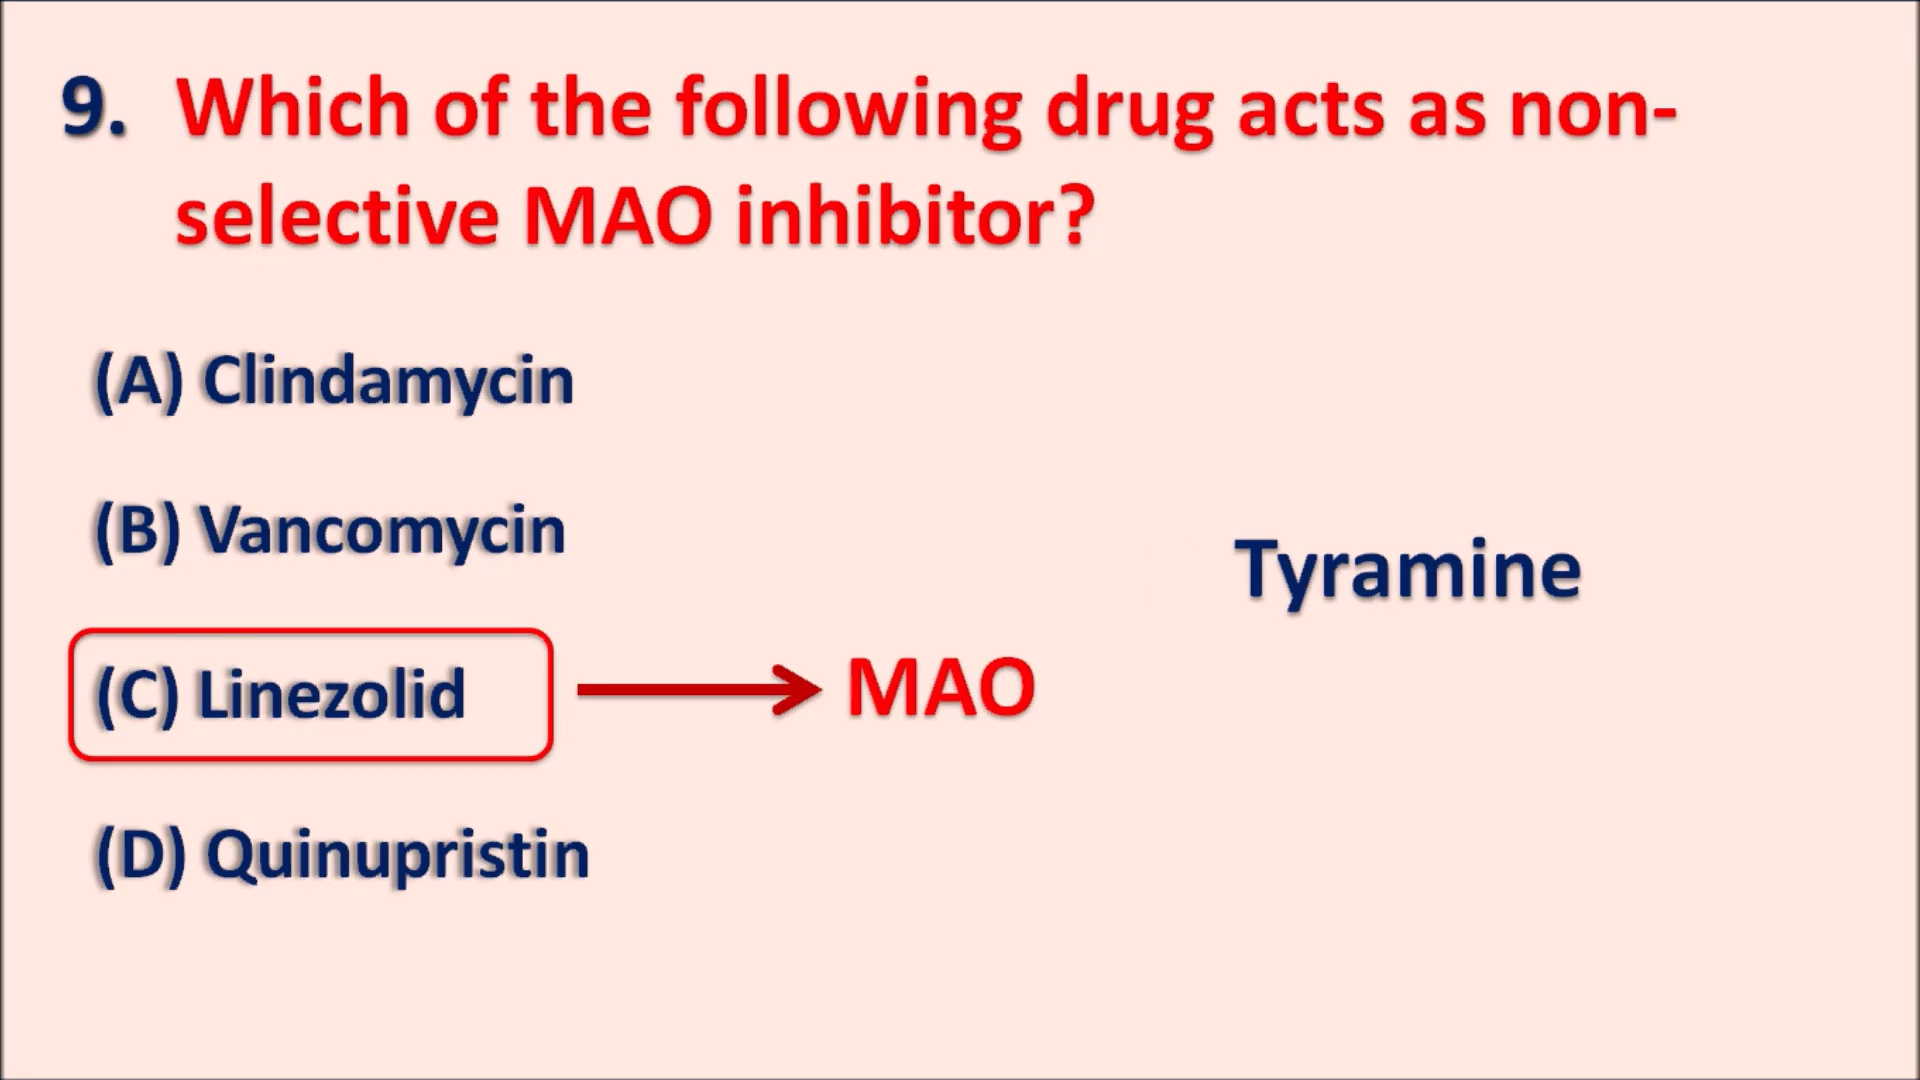 9. Which of the following drug acts as non-
selective MAO inhibitor?
(A) Clindamycin
(B) Vancomycin
Tyramine
(C) Linezolid
MAO
(D) Quinupristin